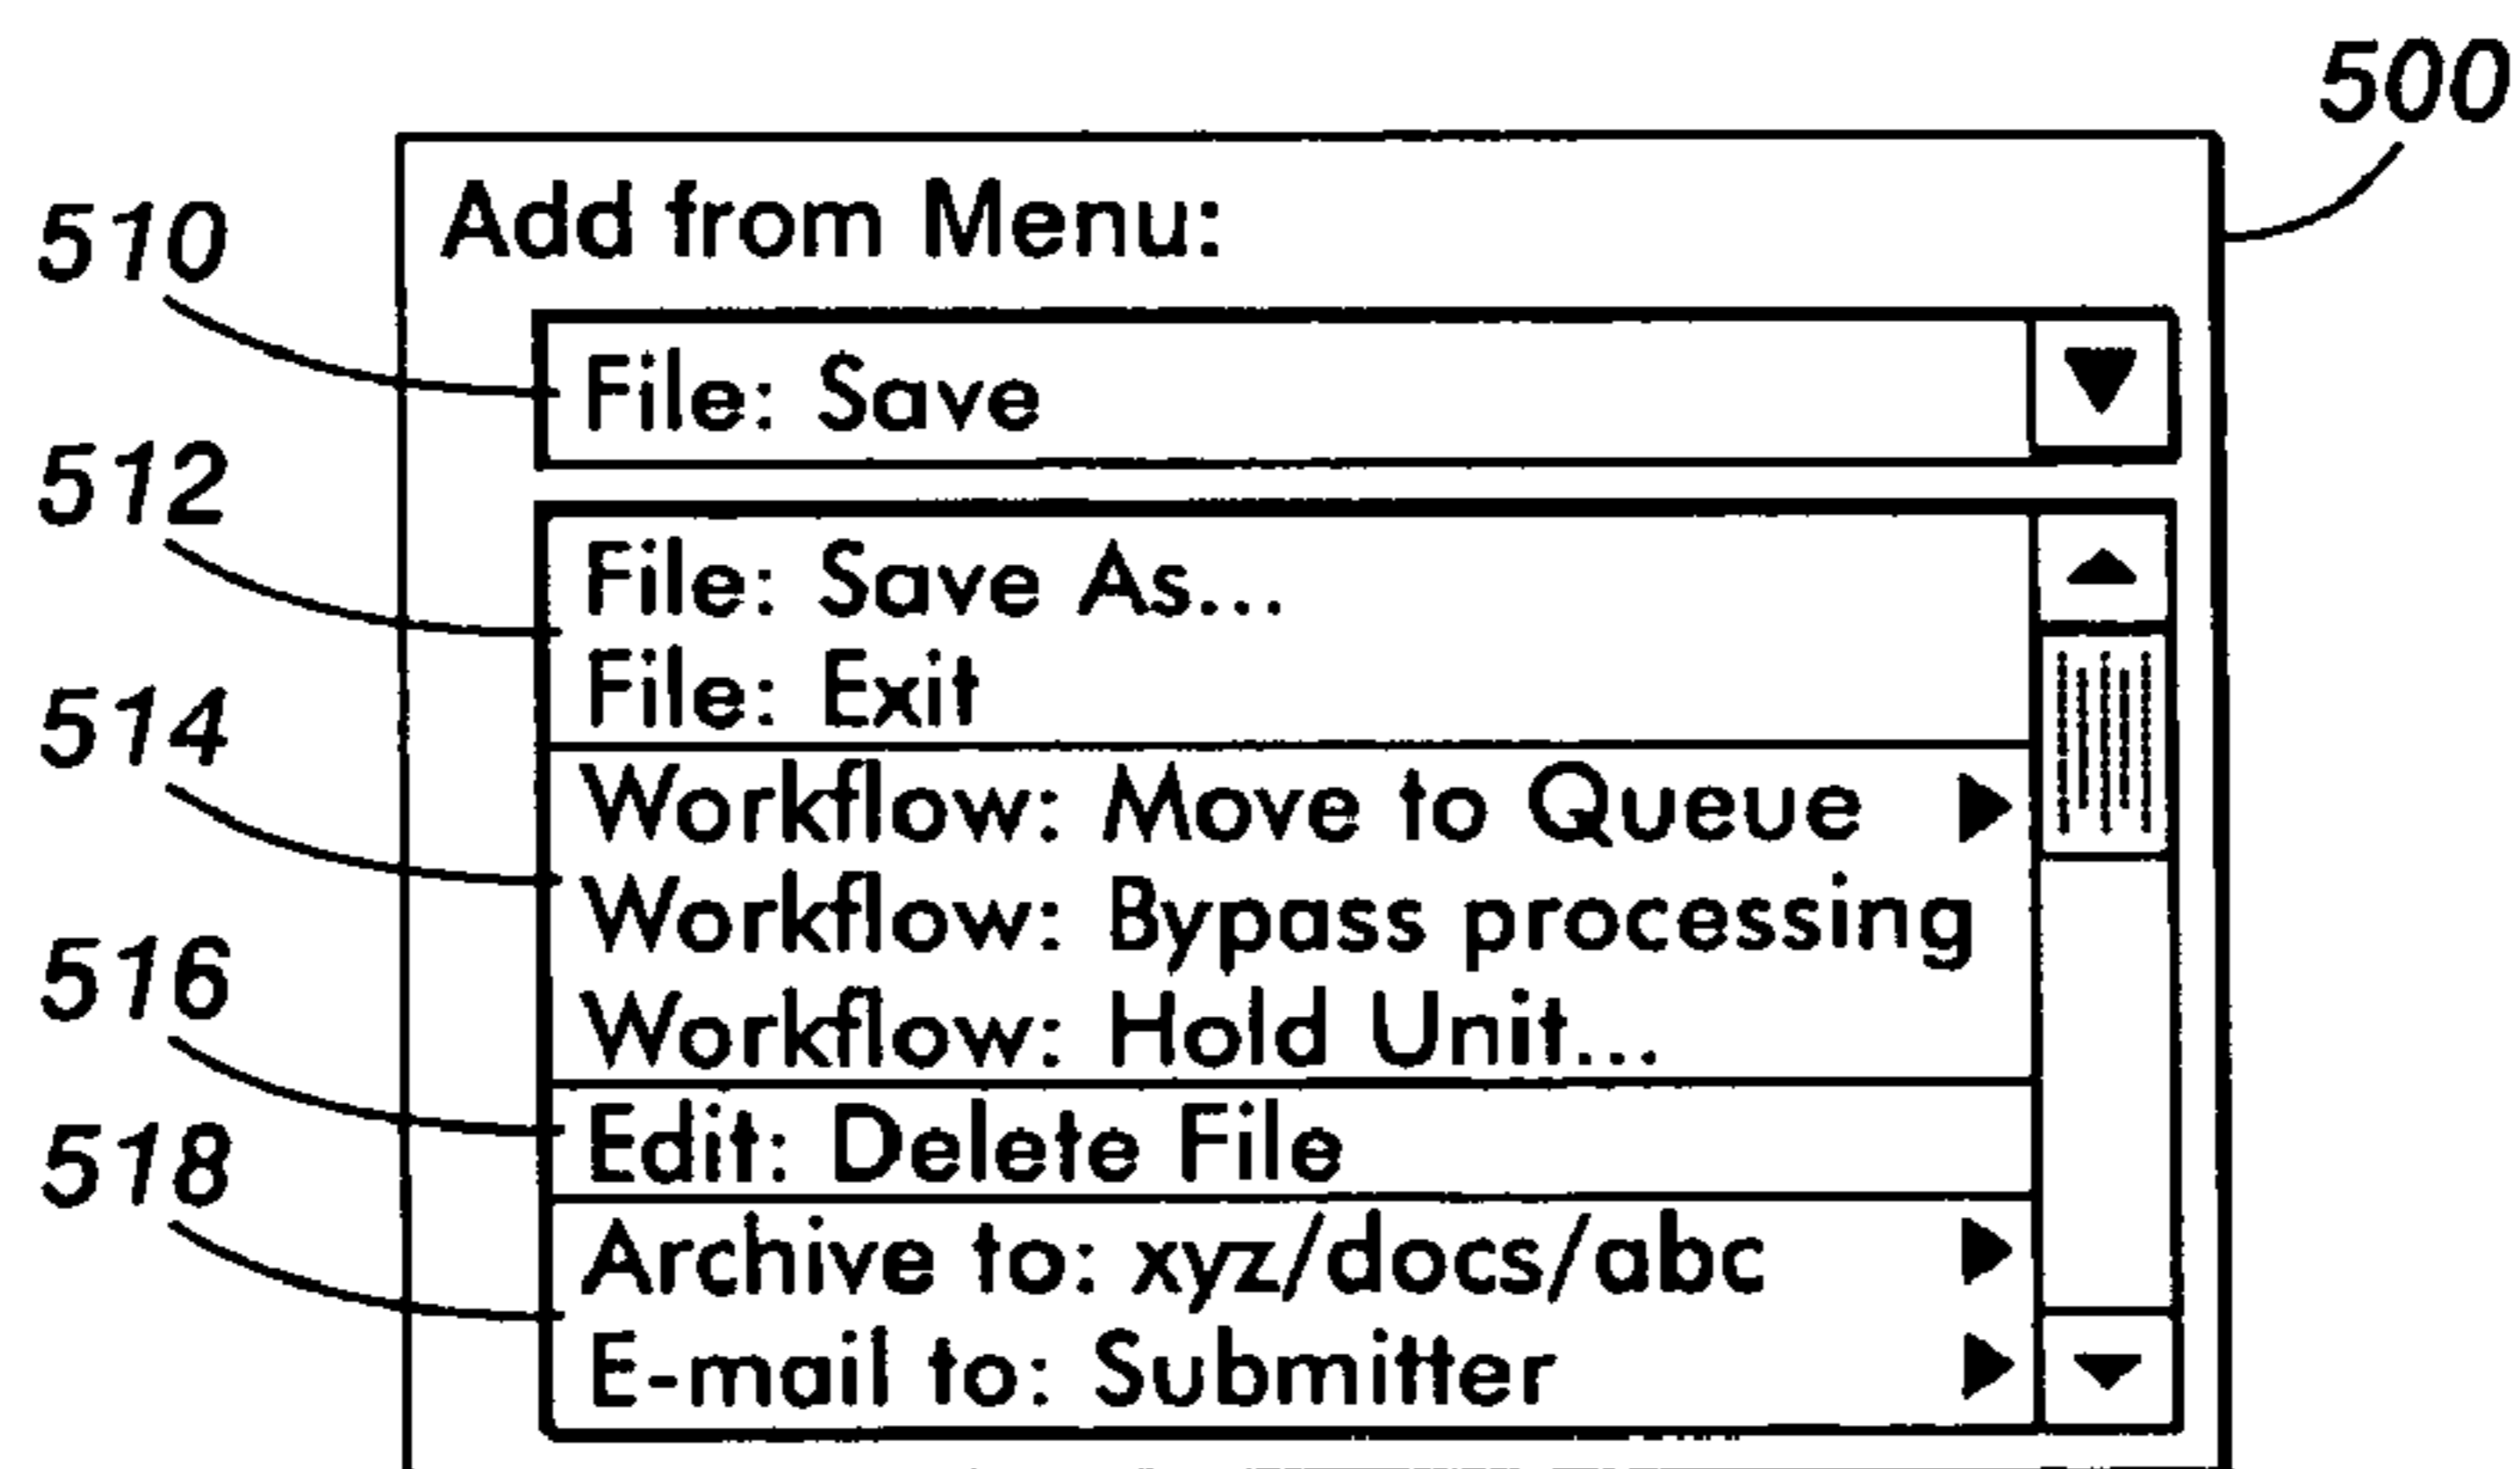 500
Add from Menu:
510
File: Save
512
File: Save As...
File: Exit
514
Workflow: Move to Queue
Workflow: Bypass processing
Workflow: Hold Unit...
516
Edit: Delete File
518
Archive to: xyz/docs/abc
E-mail to: Submitter